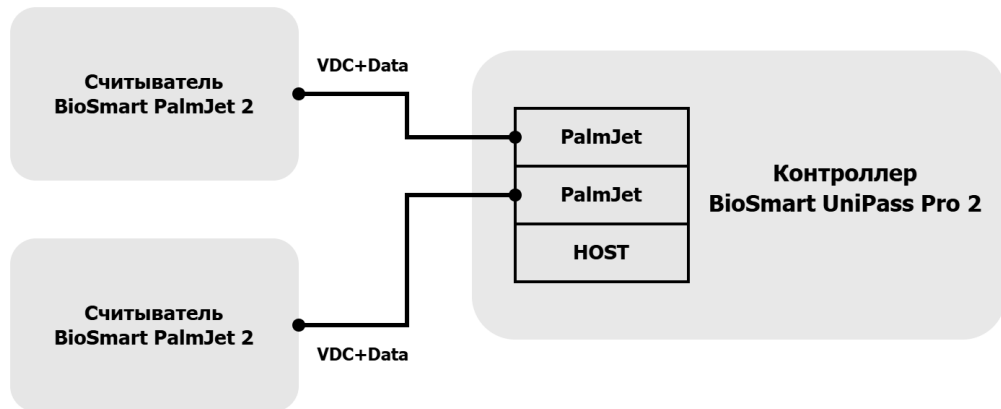 Считыватель
BioSmart PalmJet 2
VDC+Data
PalmJet
PalmJet
HOST
Контроллер
BioSmart UniPass Pro 2
Считыватель
BioSmart PalmJet 2
VDC+Data